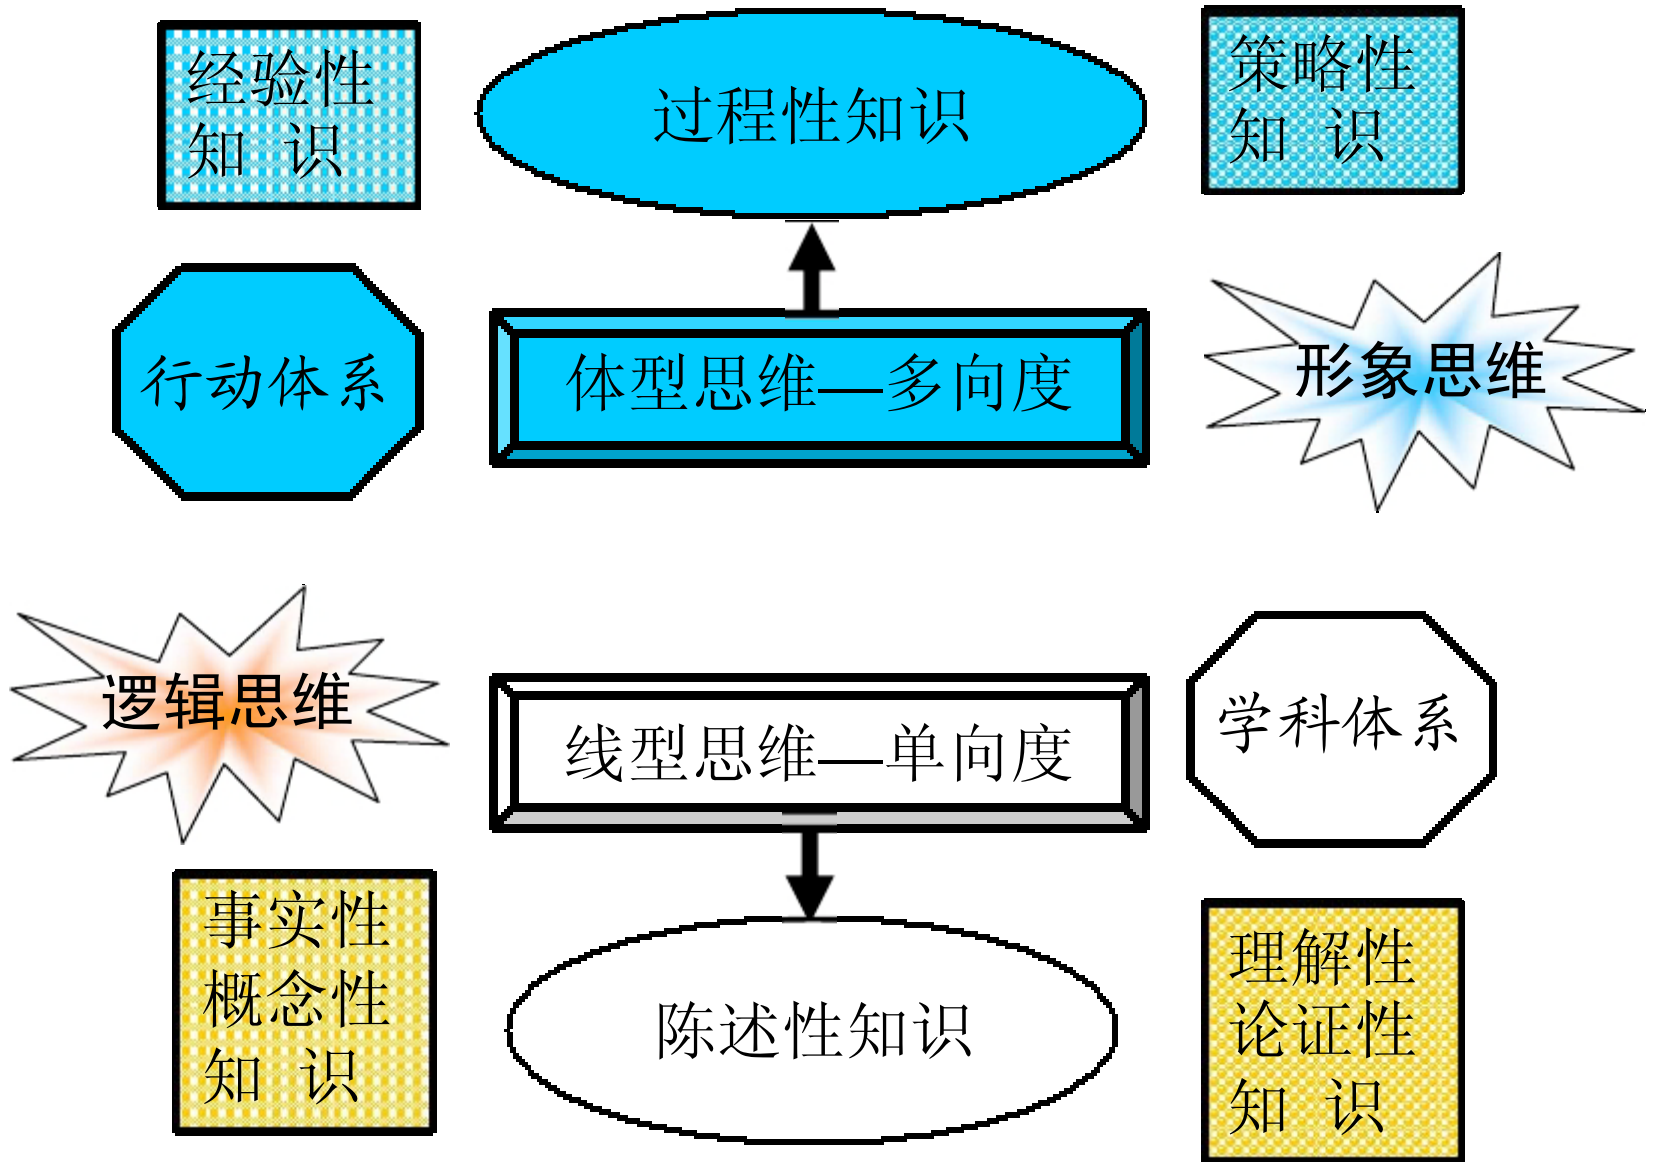 经验性
知 识
过程性知识
策略性
知 识
行动体系
体型思维—多向度
形象思维
逻辑思维
线型思维—单向度
学科体系
事实性
概念性
知 识
陈述性知识
理解性
论证性
知 识